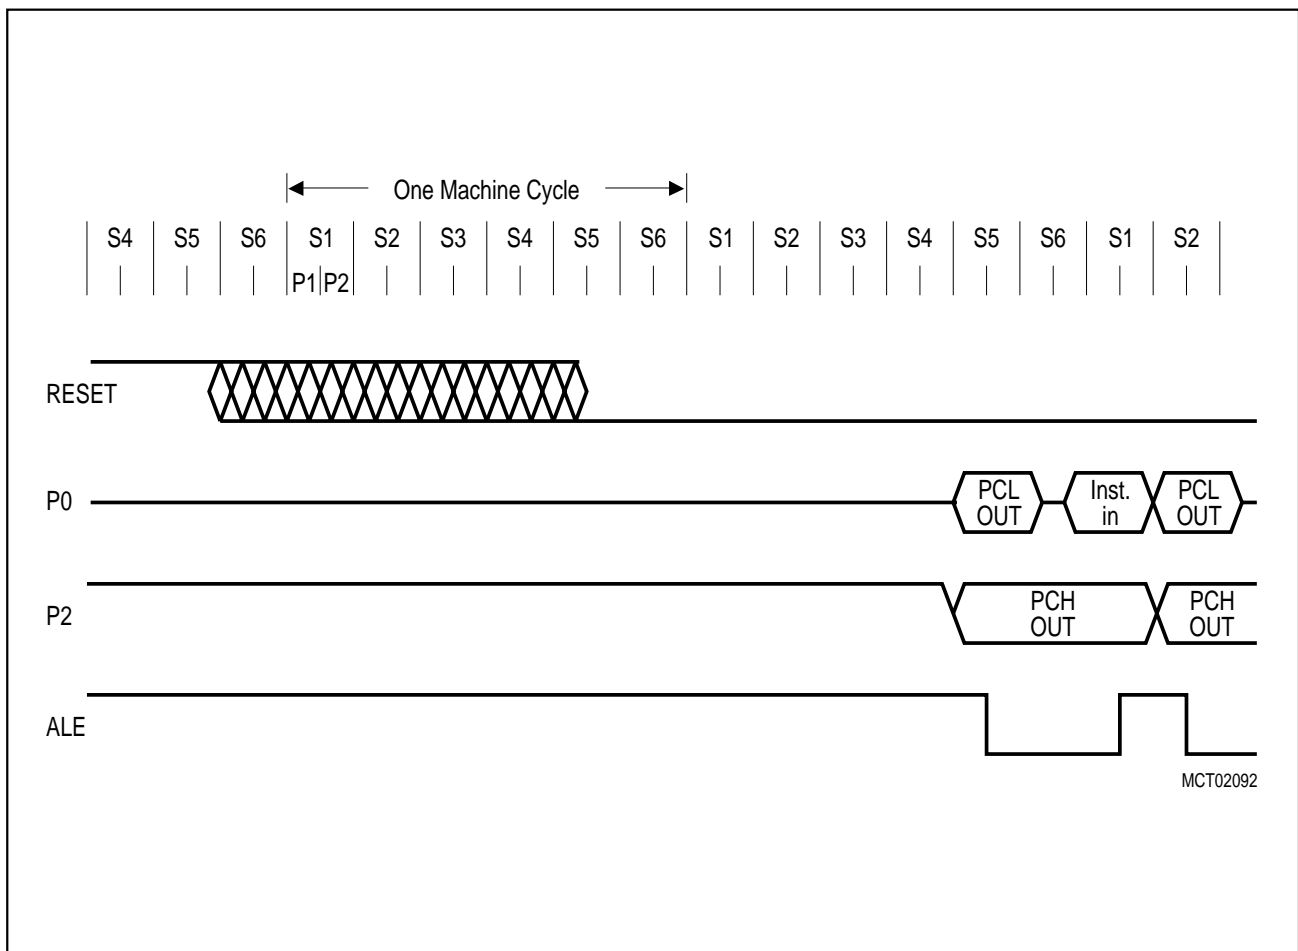 One Machine Cycle
S4 S5 S6 S1 S2 S3 S4 S5 S6 S1 S2 S3 S4 S5 S6 S1 S2
P1 P2
RESET
P0
PCL
OUT
Inst.
in
PCL
OUT
P2
PCH
OUT
PCH
OUT
ALE
MCT02092